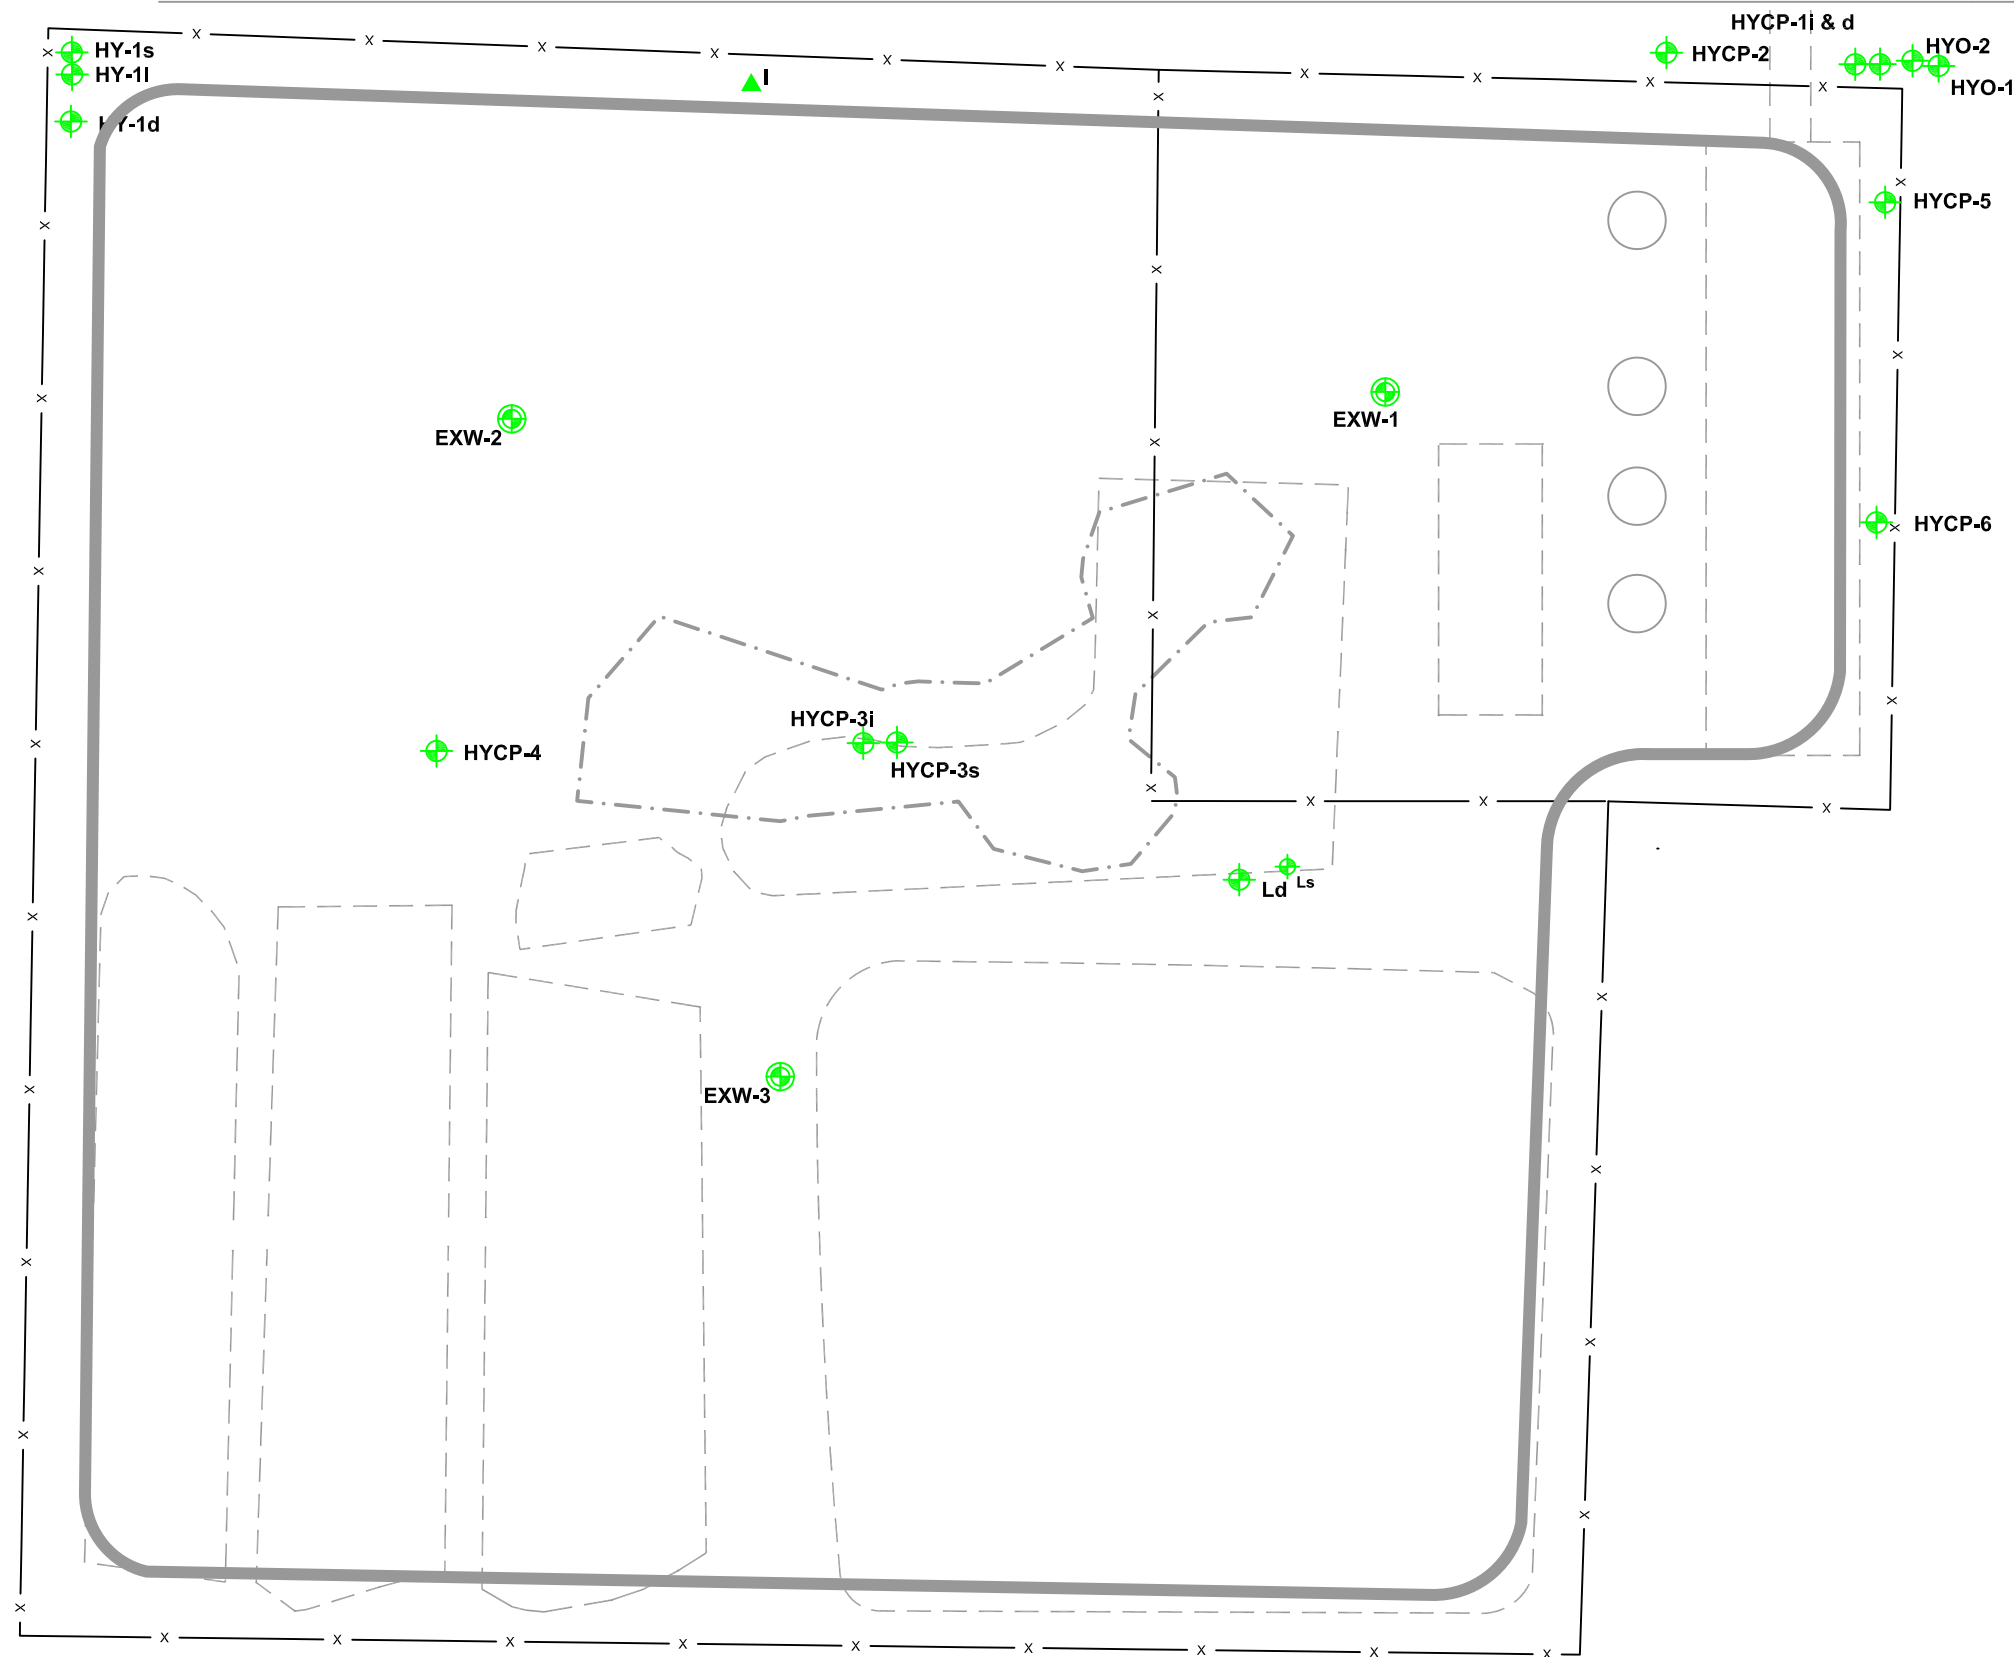 HYCP-1i & d
HY-1s
HYCP-2
HYO-2
HY-1I
I
HYO-1
HY-1d
HYCP-5
EXW-2
EXW-1
HYCP-6
HYCP-3i
HYCP-4
HYCP-3s
Ld
Ls
EXW-3